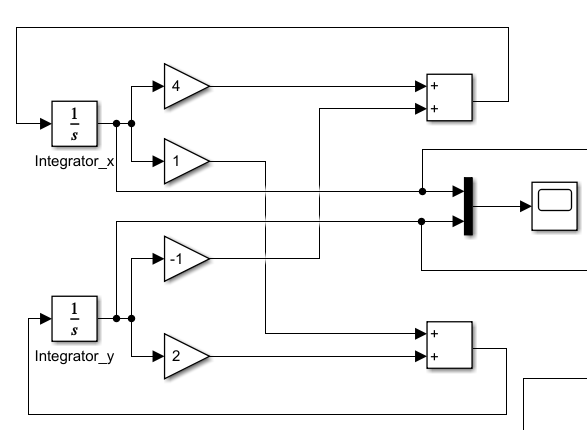 4
+
+
1
s
Integrator_x
1
-1
1
s
Integrator_y
+
+
2